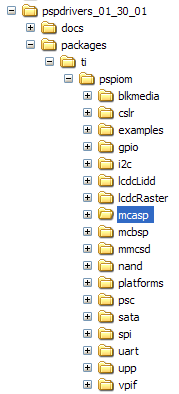 pspdrivers_01_30_01
docs
packages
ti
pspiom
blkmedia
cslr
examples
gpio
i2c
lcdcLidd
lcdcRaster
mcasp
mcbsp
mmcsd
nand
platforms
psc
sata
spi
uart
upp
vpif